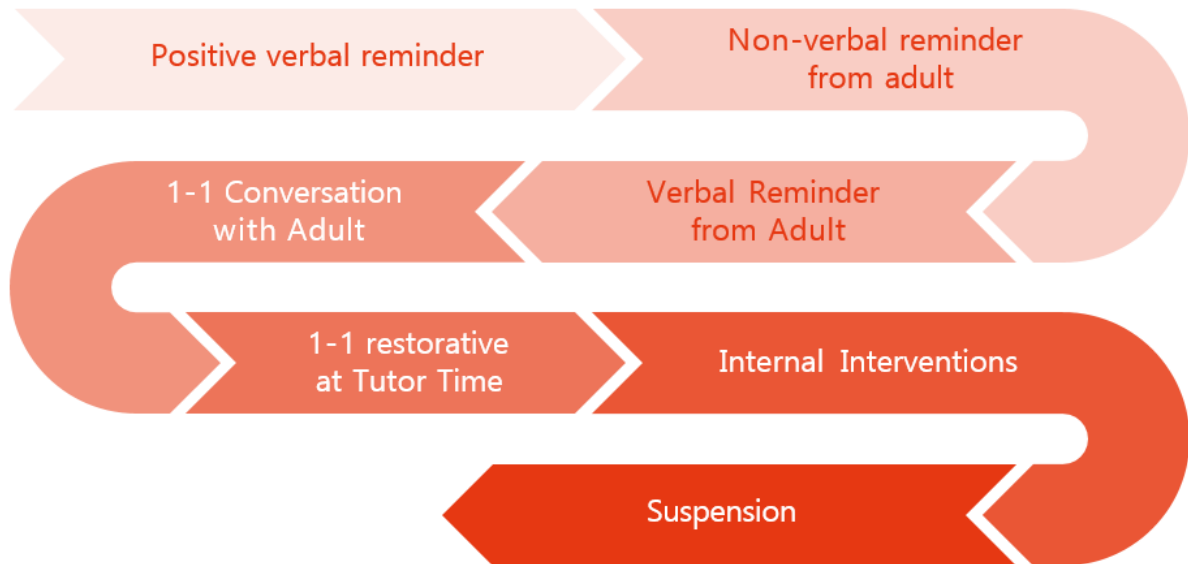 Positive verbal reminder
Non-verbal reminder
from adult
Verbal Reminder
from Adult
1-1 Conversation
with Adult
1-1 restorative
at Tutor Time
Internal Interventions
Suspension